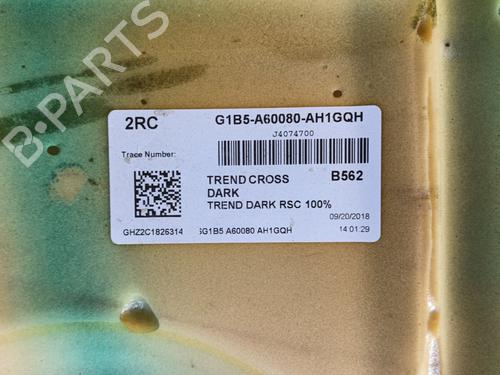 B-PARTS
2RC G1B5-A60080-AH1GQH
J4074700
Trace Number:
TREND CROSS B562
DARK
TREND DARK RSC 100%
09/20/2018
GHZ2C1826314 G1B5 A60080 AH1GQH 14:01:29